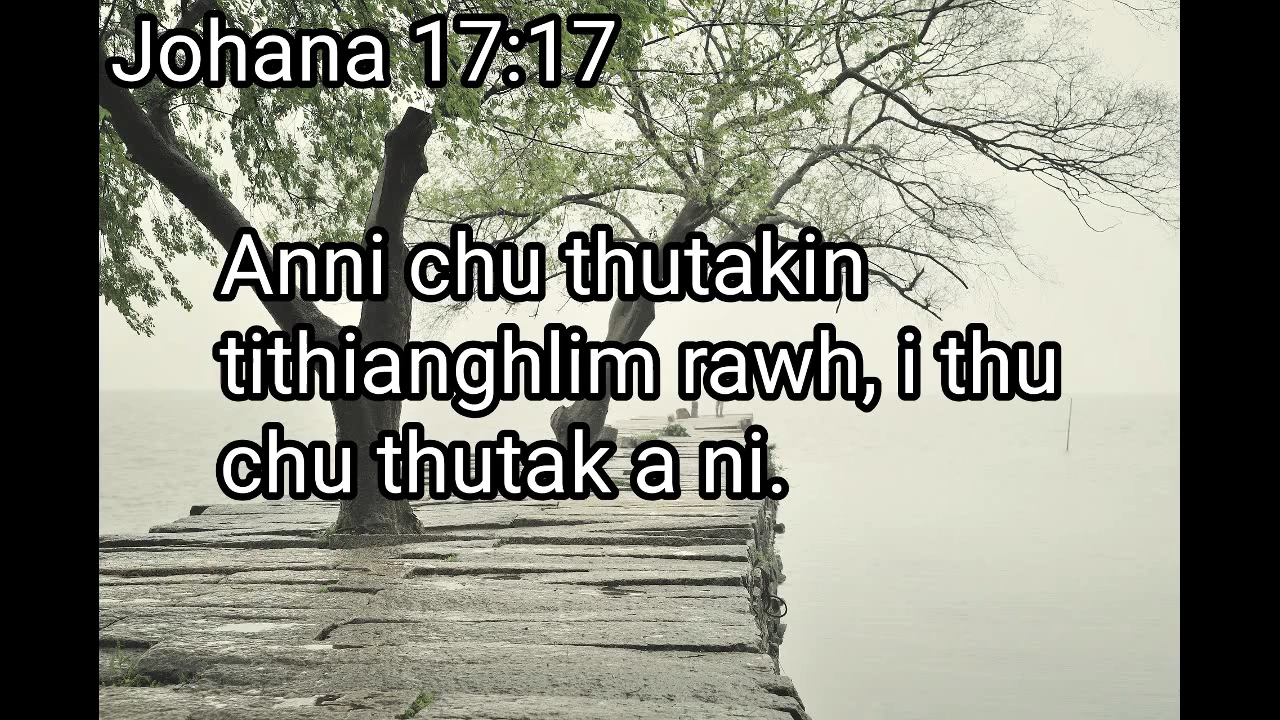 Johana 17:17
Anni chu thutakin
tithianghlim rawh, i thu
chu thutak a ni.